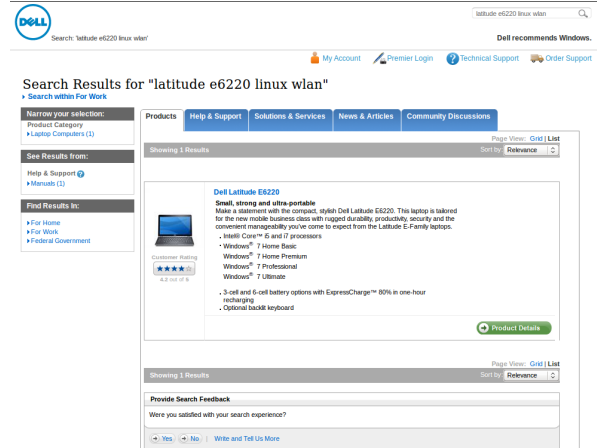 DELL
latitude e6220 linux wlan
Search: 'latitude e6220 linux wlan'
Dell recommends Windows.
My Account
Premier Login
Technical Support
Order Support
Search Results for "latitude e6220 linux wlan"
Search within For Work
Narrow your selection:
Product Category
Laptop Computers (1)
See Results from:
Help & Support
Manuals (1)
Find Results In:
For Home
For Work
Federal Government
Products
Help & Support
Solutions & Services
News & Articles
Community Discussions
Page View: Grid | List
Showing 1 Results
Sort by: Relevance
Dell Latitude E6220
Small, strong and ultra-portable
Make a statement with the compact, stylish Dell Latitude E6220. This laptop is tailored
for the new mobile business class with rugged durability, productivity, security and the
convenient manageability you've come to expect from the Latitude E-Family laptops.
Intel® Core™ i5 and i7 processors
Windows® 7 Home Basic
Windows® 7 Home Premium
Windows® 7 Professional
Windows® 7 Ultimate
3-cell and 6-cell battery options with ExpressCharge™ 80% in one-hour
recharging
Optional backlit keyboard
Customer Rating
4.2 out of 5
Product Details
Page View: Grid | List
Showing 1 Results
Sort by: Relevance
Provide Search Feedback
Were you satisfied with your search experience?
Yes
No
|
Write and Tell Us More